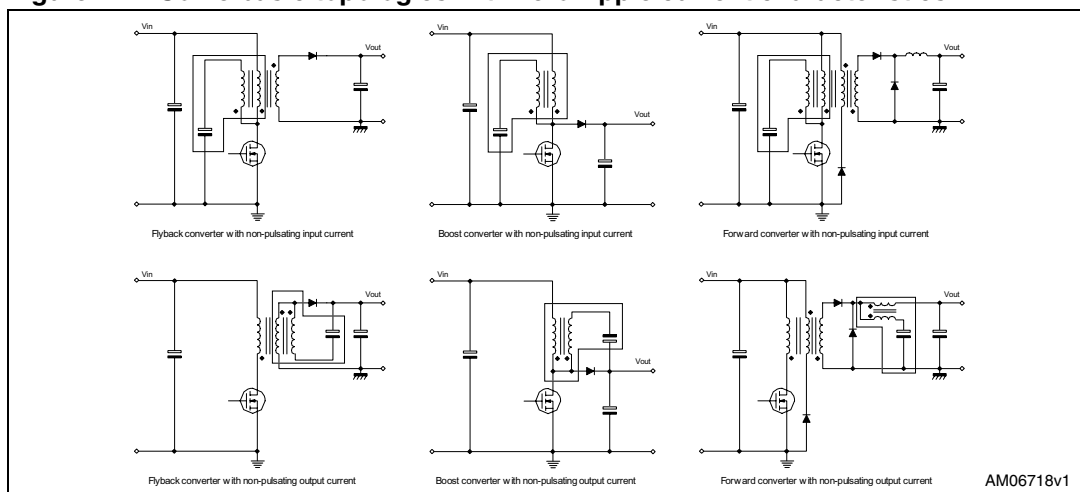 Vin
Vout
Vin
Vout
Vin
Vout
Flyback converter with non-pulsating input current
Boost converter with non-pulsating input current
Forward converter with non-pulsating input current
Vin
Vout
Vin
Vout
Vin
Vout
Flyback converter with non-pulsating output current
Boost converter with non-pulsating output current
Forward converter with non-pulsating output current
AM06718v1